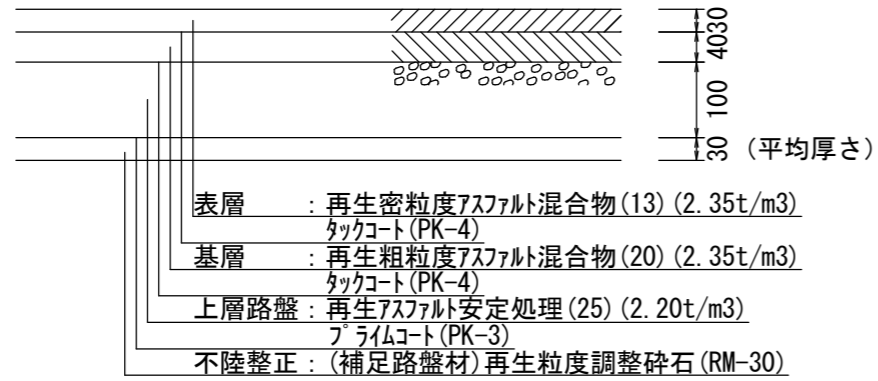 30
40
100
30 (平均厚さ)
表層 : 再生密粒度ｱｽﾌｧﾙﾄ混合物(13)(2.35t/m3)
ﾀｯｸｺｰﾄ(PK-4)
基層 : 再生粗粒度ｱｽﾌｧﾙﾄ混合物(20)(2.35t/m3)
ﾀｯｸｺｰﾄ(PK-4)
上層路盤 : 再生ｱｽﾌｧﾙﾄ安定処理(25)(2.20t/m3)
ﾌﾟﾗｲﾑｺｰﾄ(PK-3)
不陸整正 : (補足路盤材)再生粒度調整砕石(RM-30)